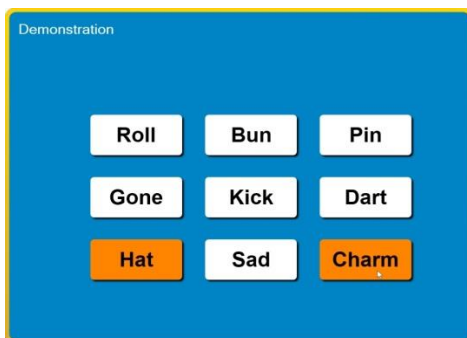 Demonstration
Roll Bun Pin
Gone Kick Dart
Hat Sad Charm